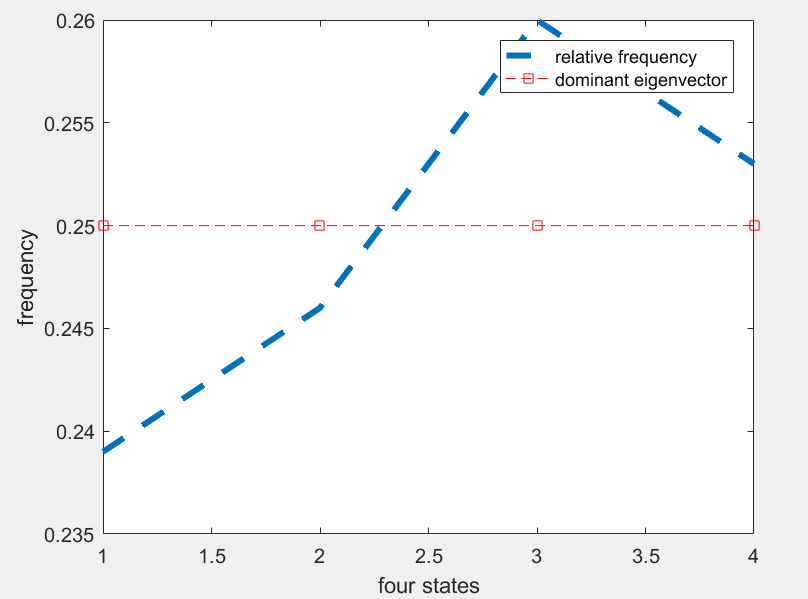 0.26
0.255
0.25
0.245
0.24
0.235
frequency
relative frequency
dominant eigenvector
1 1.5 2 2.5 3 3.5 4
four states